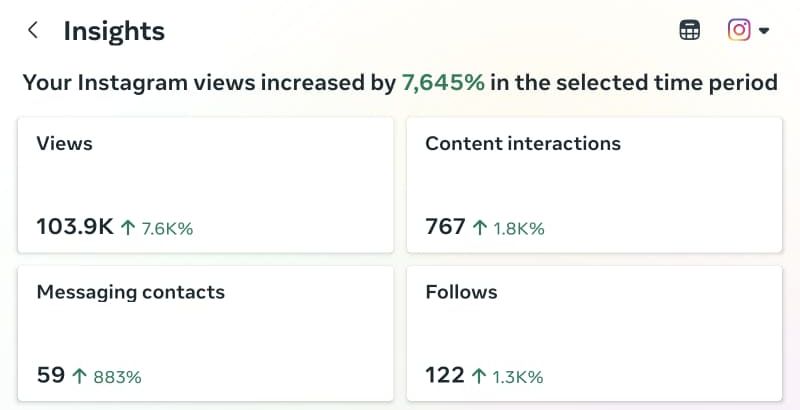 Insights
Your Instagram views increased by 7,645% in the selected time period
Views
103.9K ↑ 7.6K%
Content interactions
767 ↑ 1.8K%
Messaging contacts
59 ↑ 883%
Follows
122 ↑ 1.3K%